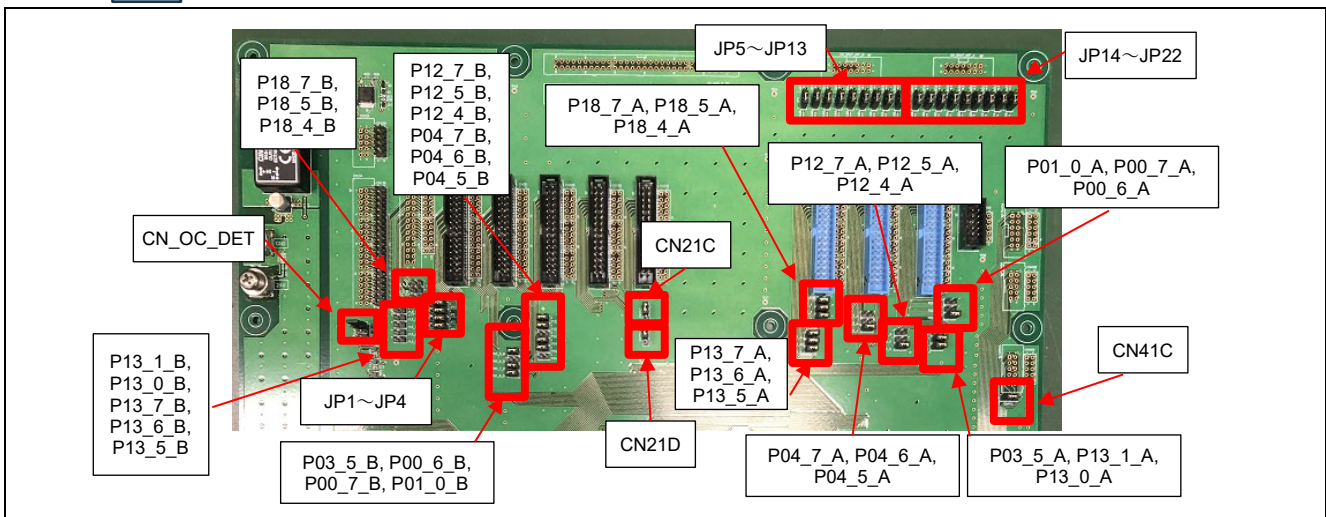 JP5～JP13
JP14～JP22
P18_7_B,
P18_5_B,
P18_4_B
P12_7_B,
P12_5_B,
P12_4_B,
P04_7_B,
P04_6_B,
P04_5_B
P18_7_A, P18_5_A,
P18_4_A
P12_7_A, P12_5_A,
P12_4_A
P01_0_A, P00_7_A,
P00_6_A
CN_OC_DET
CN21C
P13_1_B,
P13_0_B,
P13_7_B,
P13_6_B,
P13_5_B
JP1～JP4
P13_7_A,
P13_6_A,
P13_5_A
CN41C
P03_5_B, P00_6_B,
P00_7_B, P01_0_B
CN21D
P04_7_A, P04_6_A,
P04_5_A
P03_5_A, P13_1_A,
P13_0_A